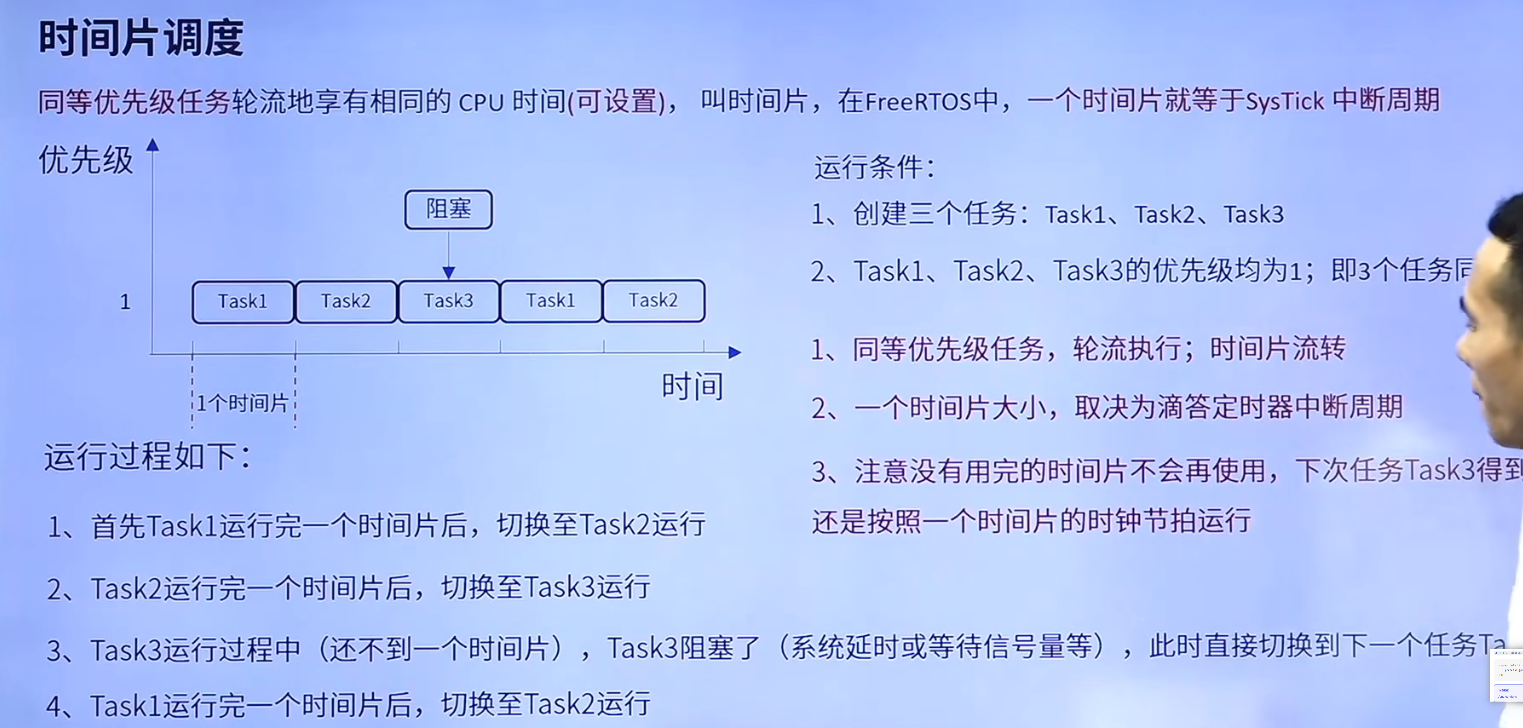 时间片调度
同等优先级任务轮流地享有相同的 CPU 时间(可设置)， 叫时间片，在FreeRTOS中，一个时间片就等于SysTick 中断周期
优先级
阻塞
1
Task1
Task2
Task3
Task1
Task2
时间
1个时间片
运行过程如下：
1、首先Task1运行完一个时间片后，切换至Task2运行
2、Task2运行完一个时间片后，切换至Task3运行
3、Task3运行过程中（还不到一个时间片），Task3阻塞了（系统延时或等待信号量等），此时直接切换到下一个任务Ta
4、Task1运行完一个时间片后，切换至Task2运行
运行条件：
1、创建三个任务：Task1、Task2、Task3
2、Task1、Task2、Task3的优先级均为1；即3个任务同
1、同等优先级任务，轮流执行；时间片流转
2、一个时间片大小，取决为滴答定时器中断周期
3、注意没有用完的时间片不会再使用，下次任务Task3得到
还是按照一个时间片的时钟节拍运行